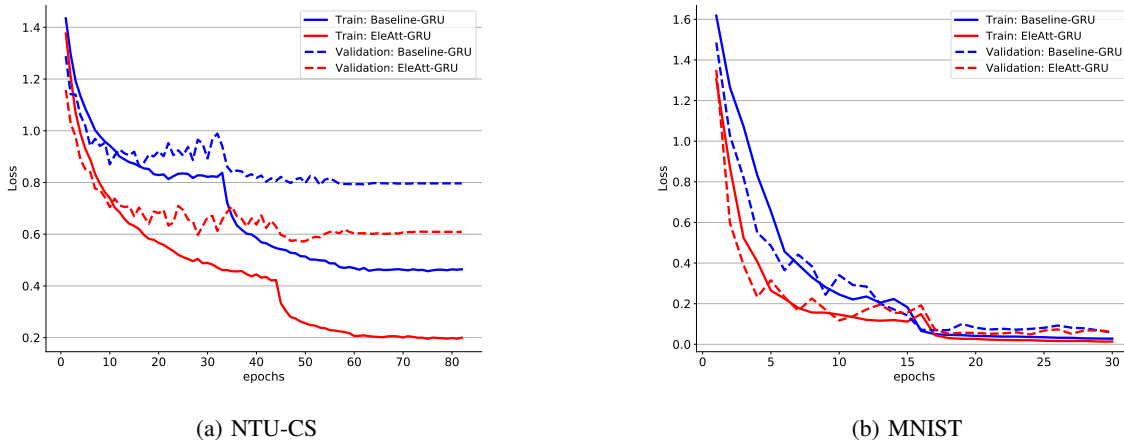 1.4
1.2
1.0
0.8
0.6
0.4
0.2
Loss
0
10
20
30
40
50
60
70
80
epochs
Train: Baseline-GRU
Train: EleAtt-GRU
Validation: Baseline-GRU
Validation: EleAtt-GRU
(a) NTU-CS
1.6
1.4
1.2
1.0
0.8
0.6
0.4
0.2
0.0
Loss
0
5
10
15
20
25
30
epochs
Train: Baseline-GRU
Train: EleAtt-GRU
Validation: Baseline-GRU
Validation: EleAtt-GRU
(b) MNIST